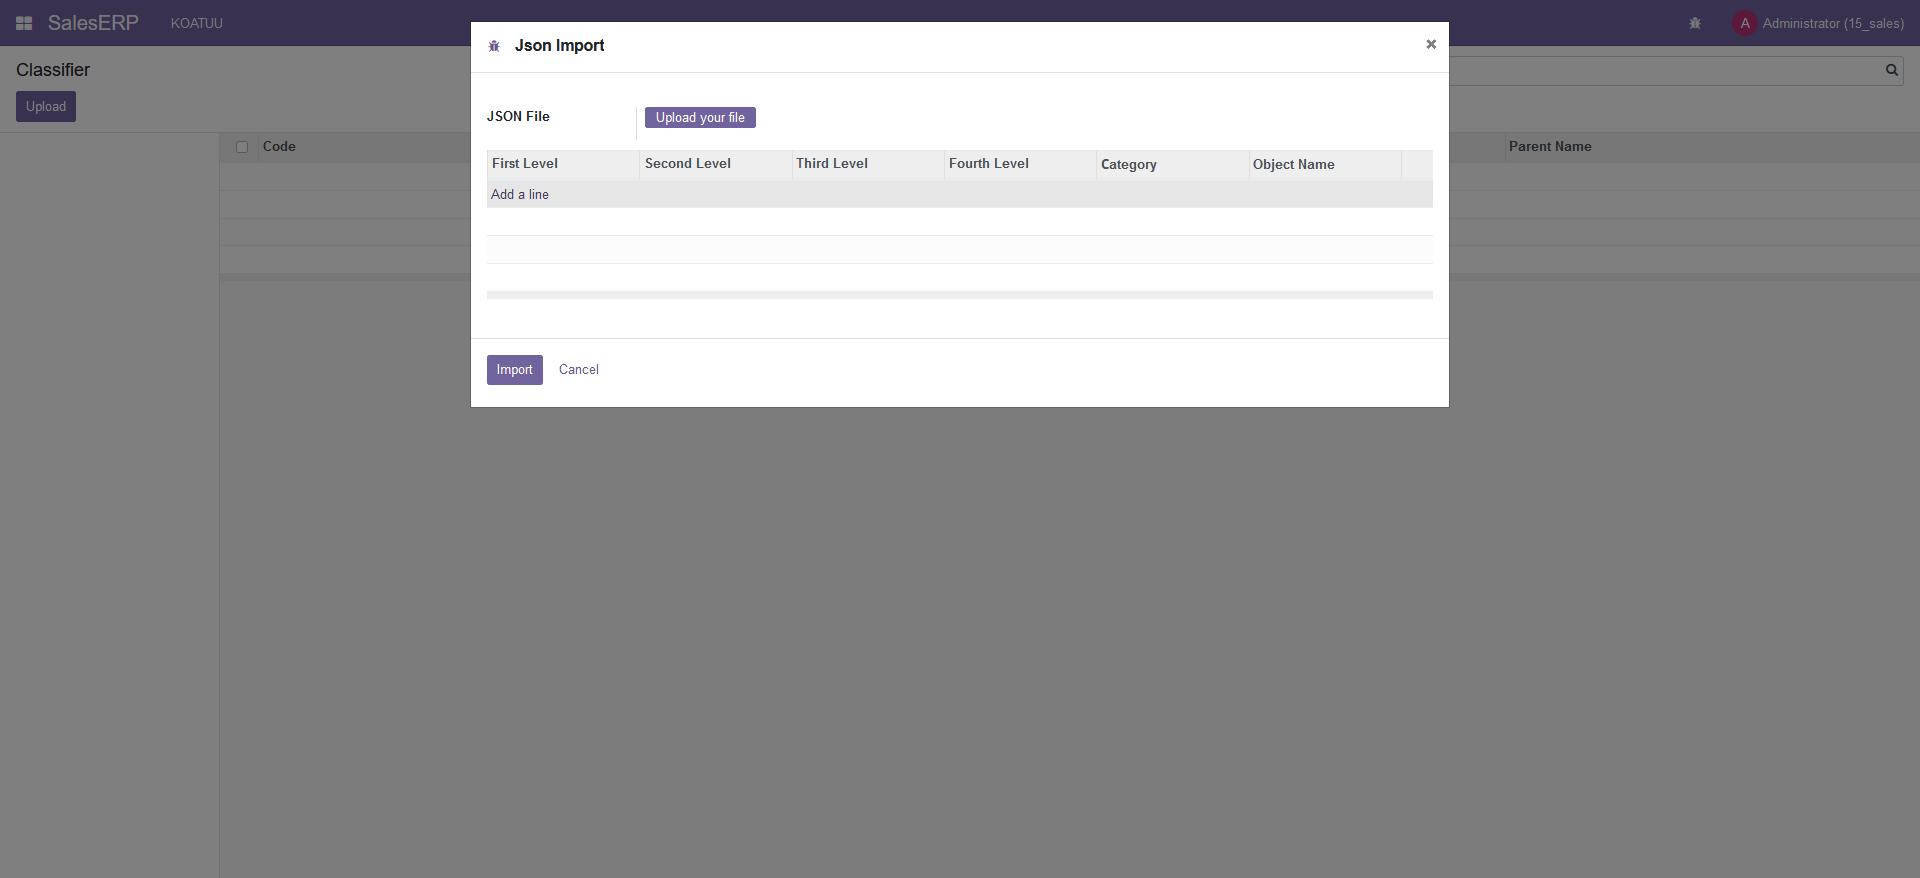 SalesERP KOATUU
A Administrator (15_sales)
Classifier
Upload
Code
Parent Name
Json Import
JSON File
Upload your file
First Level Second Level Third Level Fourth Level Category Object Name
Add a line
Import Cancel